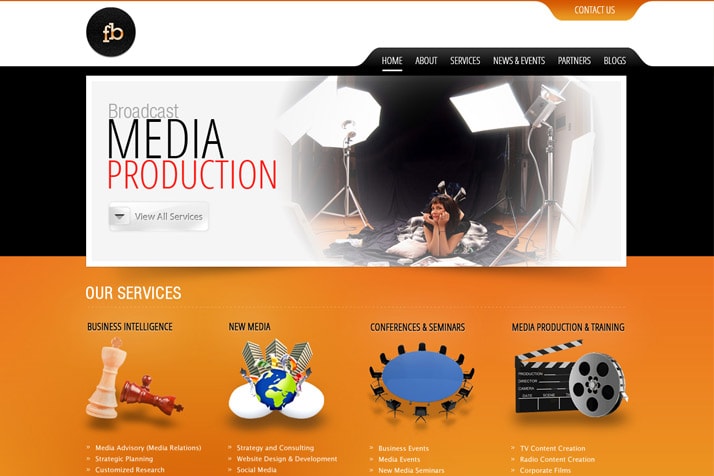 CONTACT US
fb
HOME ABOUT SERVICES NEWS & EVENTS PARTNERS BLOGS
Broadcast
MEDIA
PRODUCTION
View All Services
OUR SERVICES
BUSINESS INTELLIGENCE
NEW MEDIA
CONFERENCES & SEMINARS
MEDIA PRODUCTION & TRAINING
PRODUCTION
DIRECTOR
CAMERA
DATE SCENE
» Media Advisory (Media Relations)
» Strategic Planning
» Customized Research
» Strategy and Consulting
» Website Design & Development
» Social Media
» Business Events
» Media Events
» New Media Seminars
» TV Content Creation
» Radio Content Creation
» Corporate Films